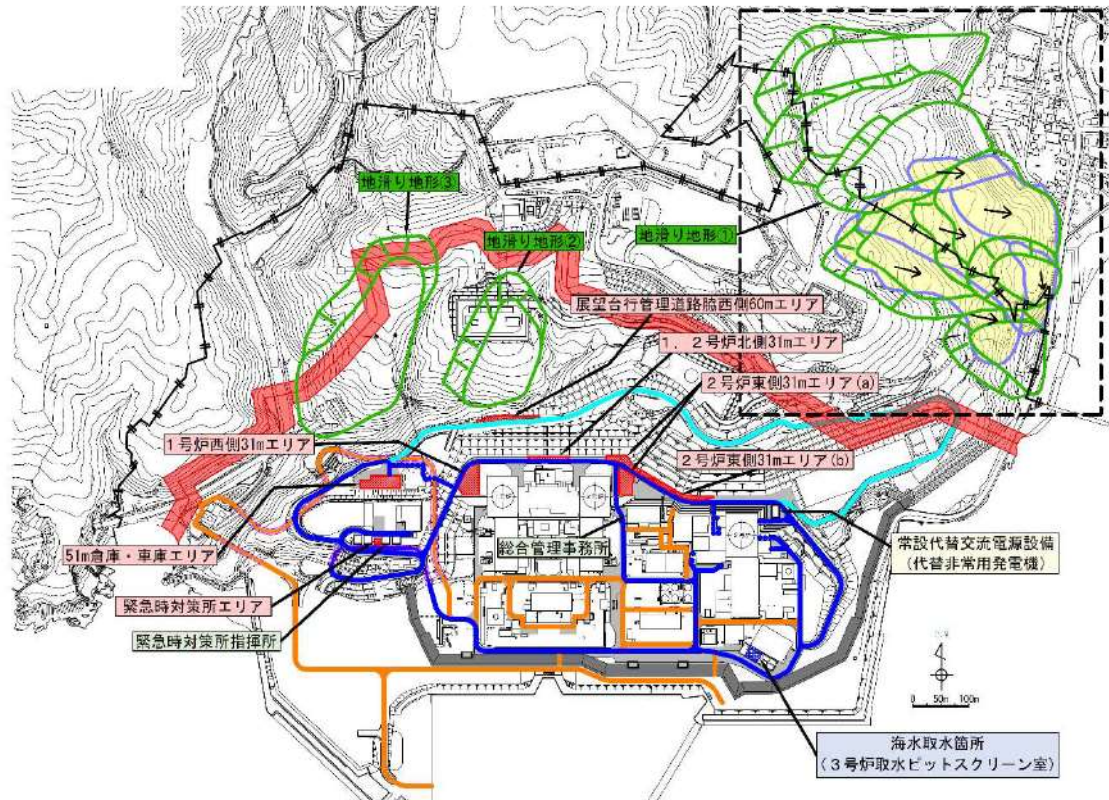 地滑り地形③
地滑り地形②
地滑り地形①
展望台行管理道路脇西側60mエリア
1，2号炉北側31mエリア
2号炉東側31mエリア(a)
1号炉西側31mエリア
2号炉東側31mエリア(b)
総合管理事務所
51m倉庫・車庫エリア
常設代替交流電源設備
(代替非常用発電機)
緊急時対策所エリア
緊急時対策所指揮所
0 50m 100m
海水取水箇所
(3号炉取水ピットスクリーン室)